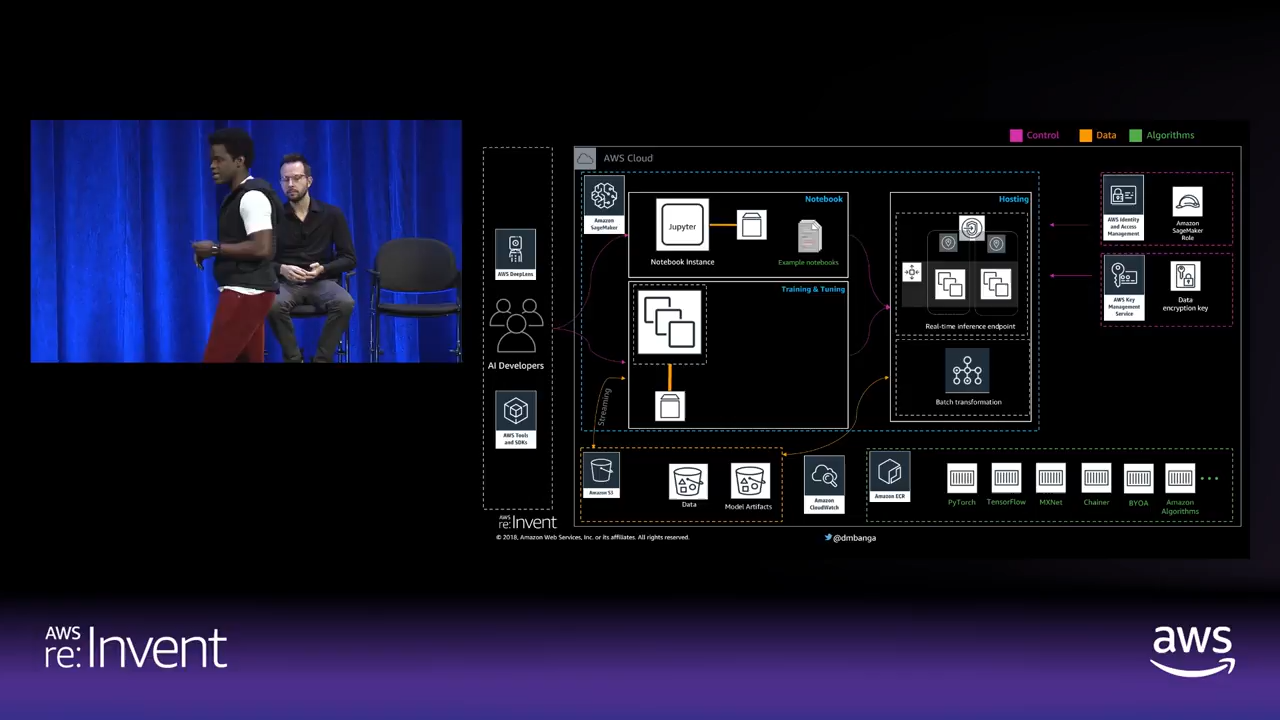 Control
Data
Algorithms
AWS Cloud
Amazon
SageMaker
Notebook
Jupyter
Notebook Instance
Example notebooks
Training & Tuning
Hosting
Real-time inference endpoint
Batch transformation
AWS Identity
and Access
Management
Amazon
SageMaker
Role
AWS Key
Management
Service
Data
encryption key
AWS DeepLens
AI Developers
AWS Tools
and SDKs
Streaming
Amazon S3
Data
Model Artifacts
Amazon
CloudWatch
Amazon ECR
PyTorch
TensorFlow
MXNet
Chainer
BYOA
Amazon
Algorithms
...
AWS
re:Invent
© 2018, Amazon Web Services, Inc. or its affiliates. All rights reserved.
@dmbanga
AWS
re:Invent
aws